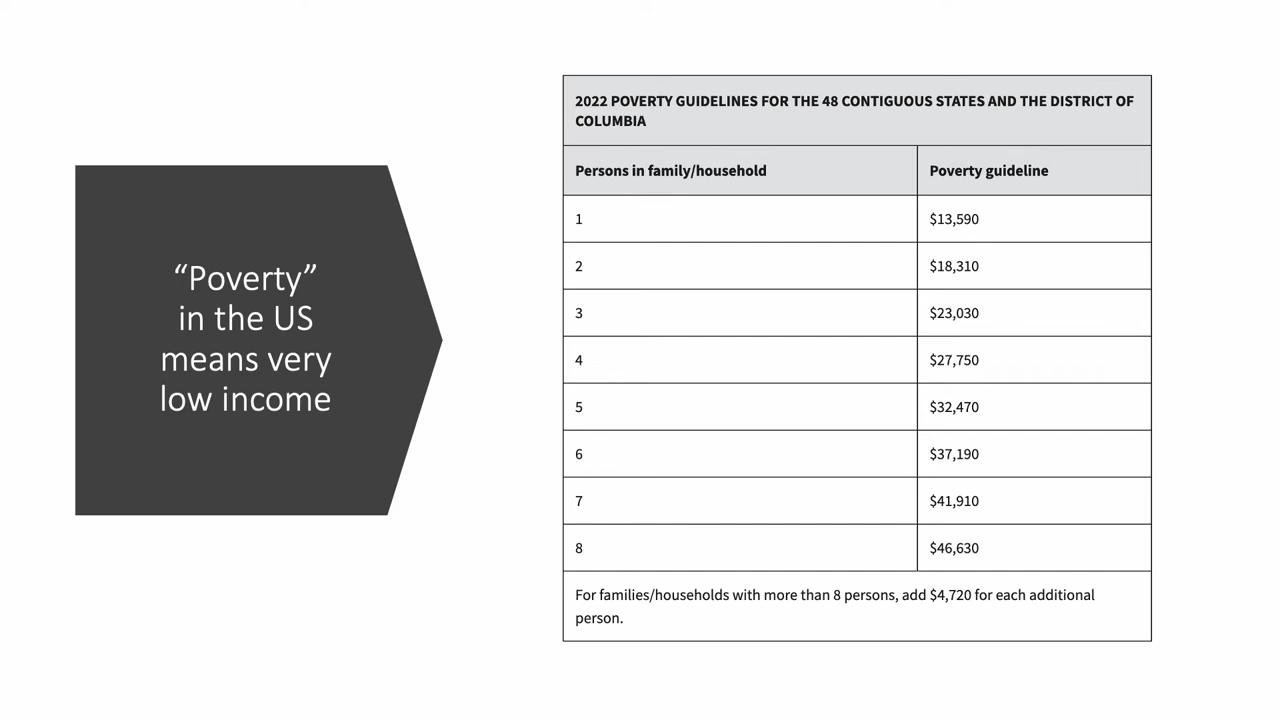 “Poverty”
in the US
means very
low income
2022 POVERTY GUIDELINES FOR THE 48 CONTIGUOUS STATES AND THE DISTRICT OF
COLUMBIA
Persons in family/household Poverty guideline
1 $13,590
2 $18,310
3 $23,030
4 $27,750
5 $32,470
6 $37,190
7 $41,910
8 $46,630
For families/households with more than 8 persons, add $4,720 for each additional
person.